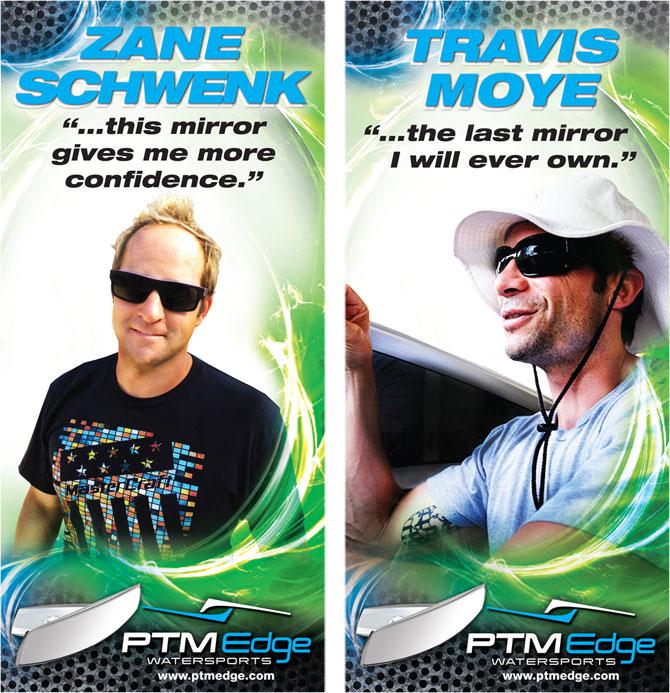 ZANE
SCHWENK
“...this mirror
gives me more
confidence.”
MasterCraft
PTM Edge
WATERSPORTS
www.ptmedge.com
TRAVIS
MOYE
“...the last mirror
I will ever own.”
PTM Edge
WATERSPORTS
www.ptmedge.com